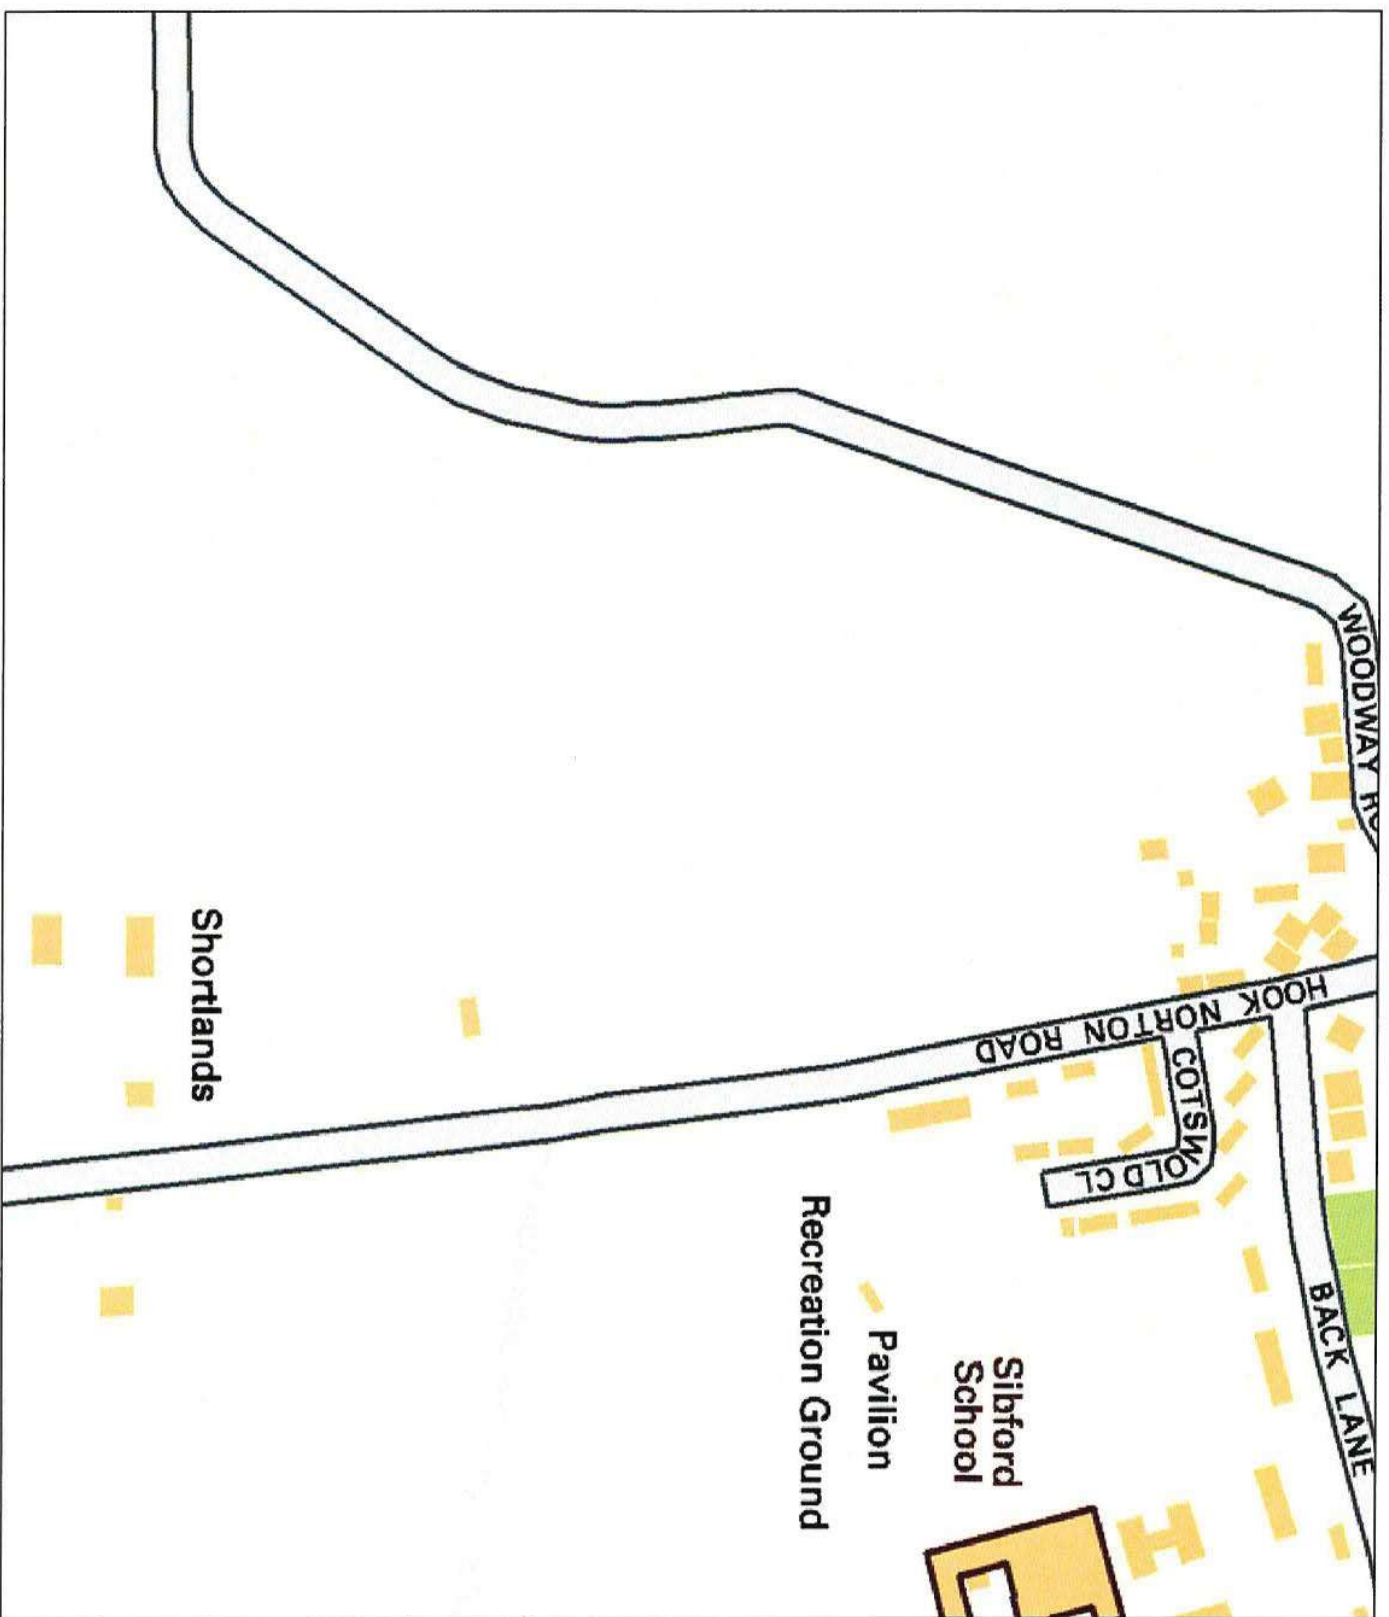 WOODWAY RO
HOOK NORTON ROAD
COTSWOLD CL
BACK LANE
Sibford
School
Pavilion
Recreation Ground
Shortlands